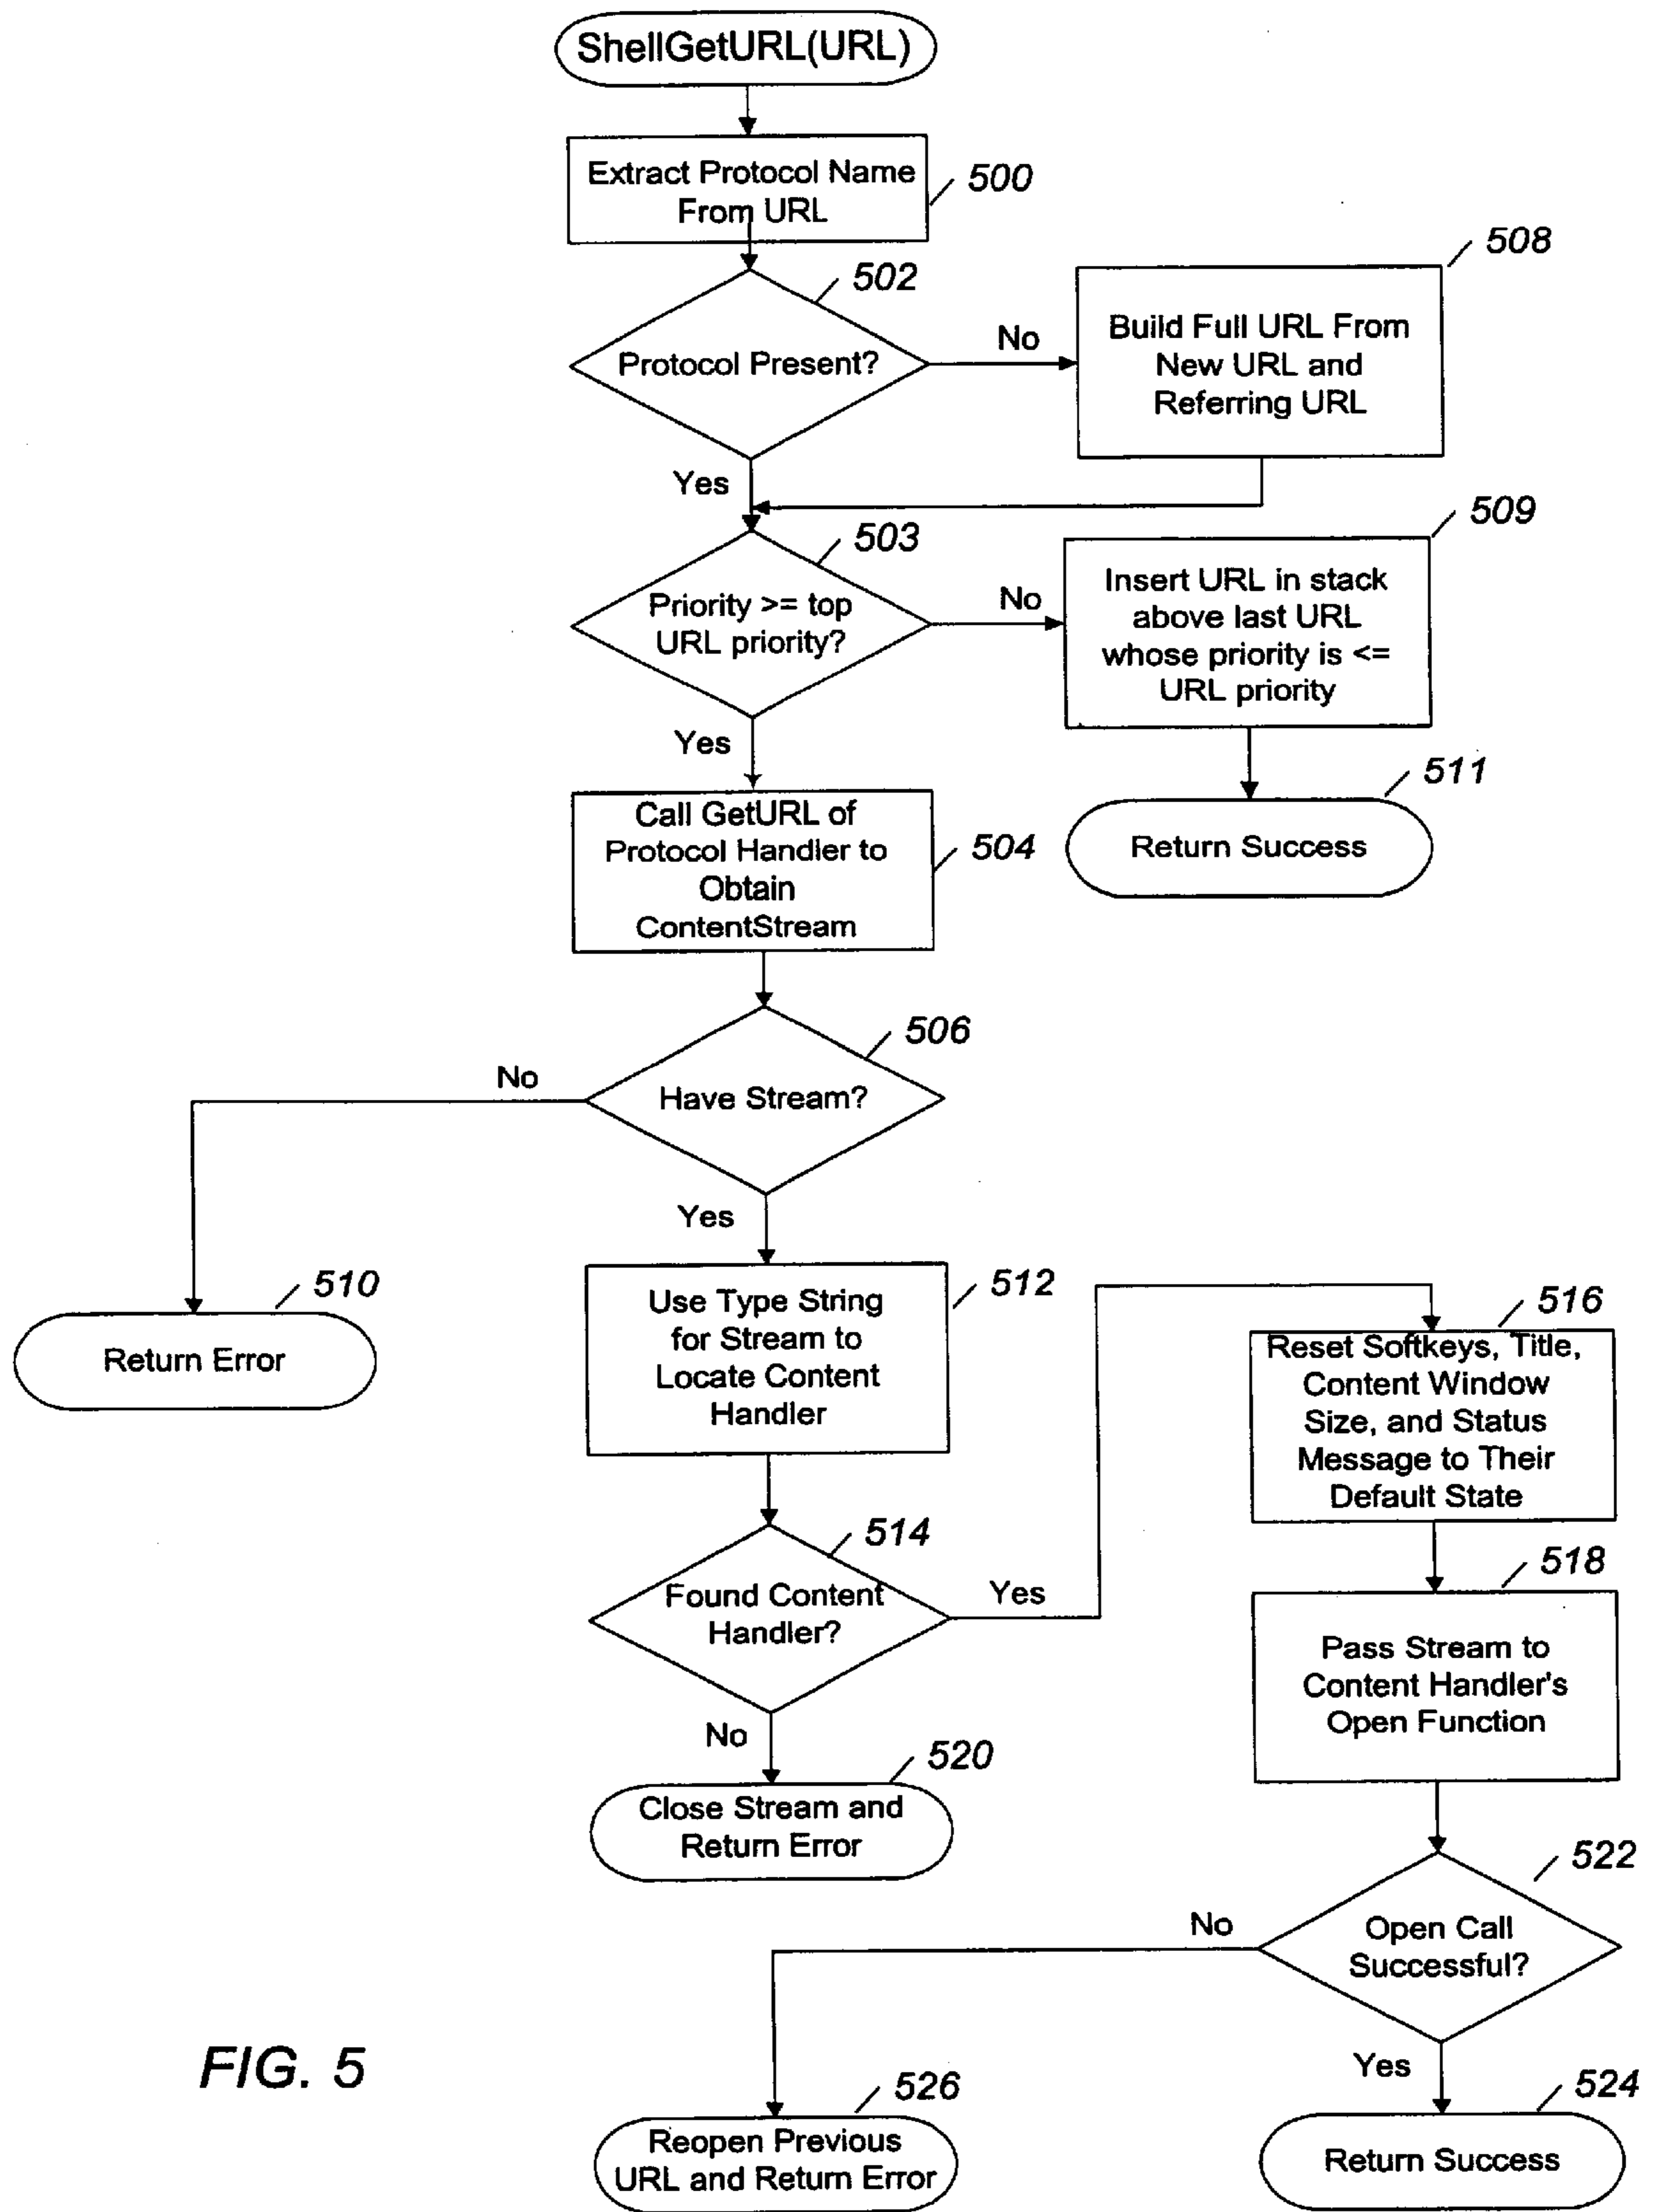 ShellGetURL(URL)
Extract Protocol Name
From URL
500
502
Protocol Present?
No
508
Build Full URL From
New URL and
Referring URL
Yes
503
Priority >= top
URL priority?
No
509
Insert URL in stack
above last URL
whose priority is <=
URL priority
511
Return Success
Yes
Call GetURL of
Protocol Handler to
Obtain
ContentStream
504
506
Have Stream?
No
510
Return Error
Yes
512
Use Type String
for Stream to
Locate Content
Handler
514
Found Content
Handler?
Yes
516
Reset Softkeys, Title,
Content Window
Size, and Status
Message to Their
Default State
518
Pass Stream to
Content Handler's
Open Function
No
520
Close Stream and
Return Error
522
Open Call
Successful?
No
526
Reopen Previous
URL and Return Error
Yes
524
Return Success
FIG. 5